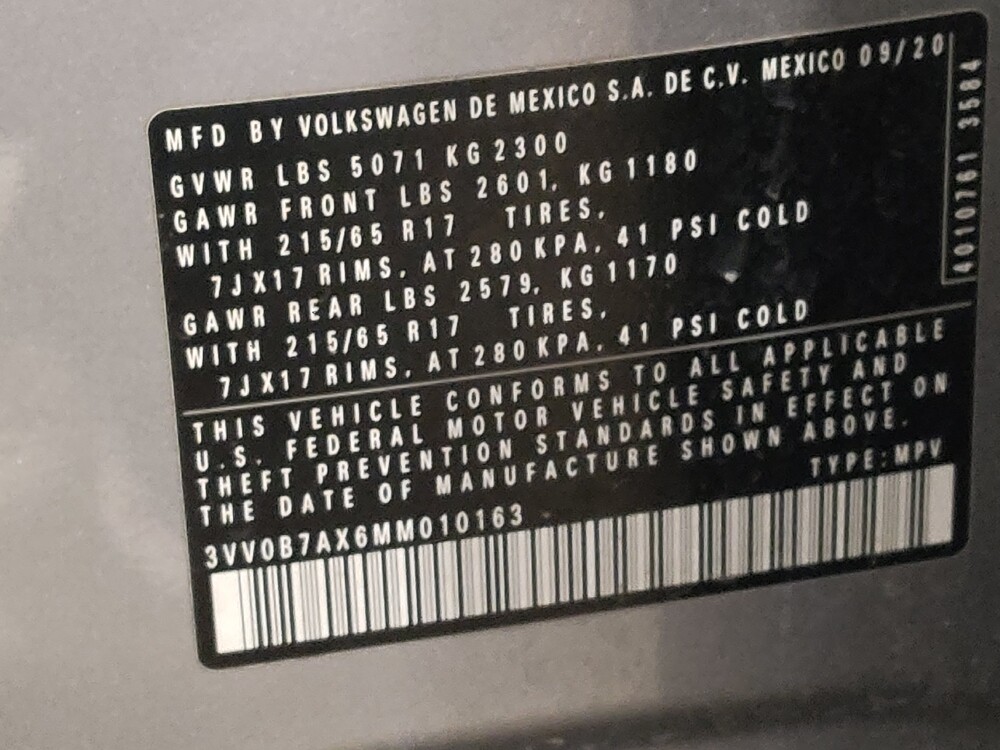 MFD BY VOLKSWAGEN DE MEXICO S.A. DE C.V. MEXICO 09/20
GVWR LBS 5071 KG 2300
GAWR FRONT LBS 2601, KG 1180
WITH 215/65 R17 TIRES,
7JX17 RIMS, AT 280 KPA, 41 PSI COLD
GAWR REAR LBS 2579, KG 1170
WITH 215/65 R17 TIRES,
7JX17 RIMS, AT 280 KPA, 41 PSI COLD
THIS VEHICLE CONFORMS TO ALL APPLICABLE
U.S. FEDERAL MOTOR VEHICLE SAFETY AND
THEFT PREVENTION STANDARDS IN EFFECT ON
THE DATE OF MANUFACTURE SHOWN ABOVE.
TYPE:MPV
3VV0B7AX6MM010163
4010761 3584